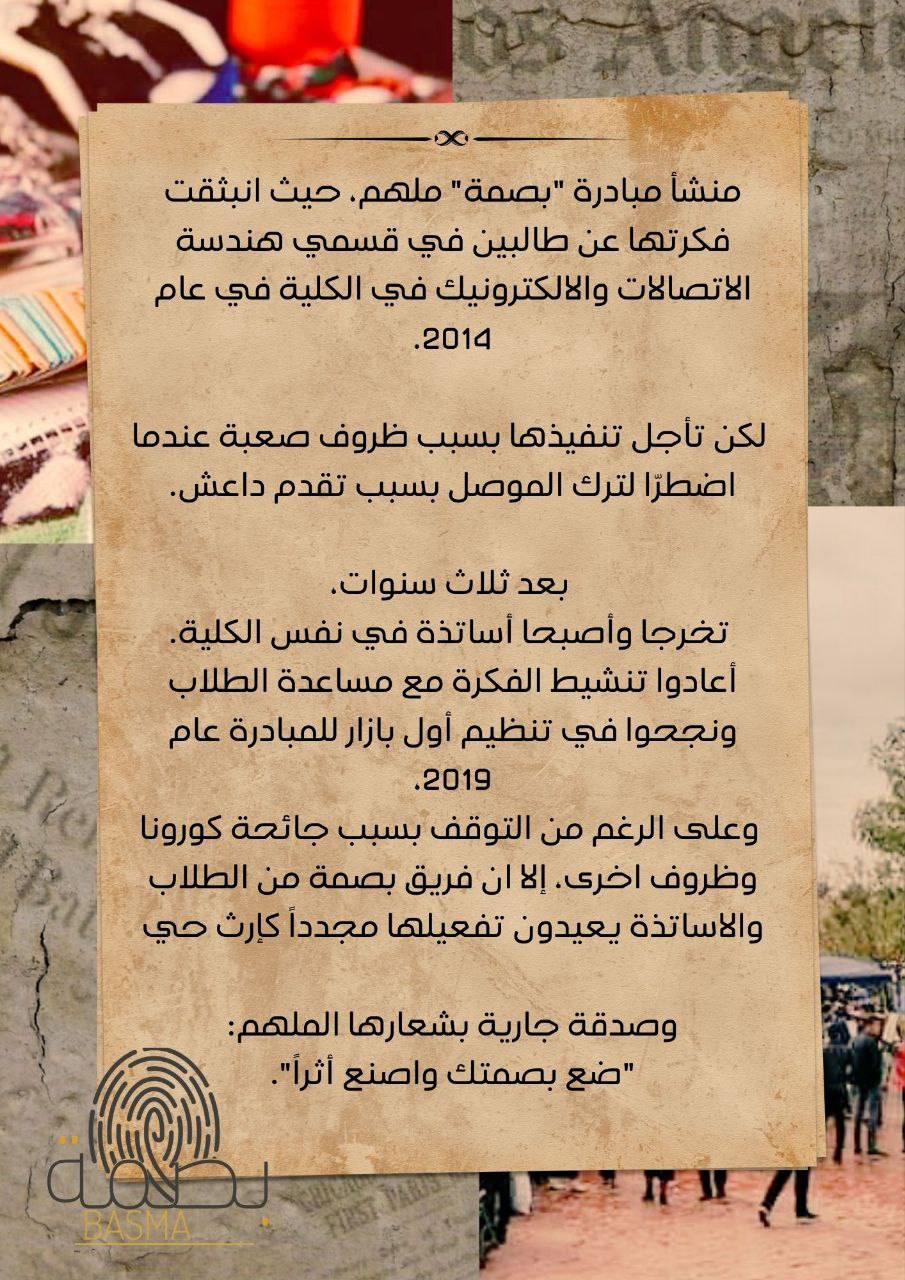 os Angel
منشأ مبادرة "بصمة" ملهم، حيث انبثقت
فكرتها عن طالبين في قسمي هندسة
الاتصالات والالكترونيك في الكلية في عام
2014.
لكن تأجل تنفيذها بسبب ظروف صعبة عندما
اضطرّا لترك الموصل بسبب تقدم داعش.
بعد ثلاث سنوات،
تخرجا وأصبحا أساتذة في نفس الكلية.
أعادوا تنشيط الفكرة مع مساعدة الطلاب
ونجحوا في تنظيم أول بازار للمبادرة عام
2019،
وعلى الرغم من التوقف بسبب جائحة كورونا
وظروف اخرى، إلا ان فريق بصمة من الطلاب
والاساتذة يعيدون تفعيلها مجدداً كإرث حي
وصدقة جارية بشعارها الملهم:
"ضع بصمتك واصنع أثراً".
بصمة
BASMA
FIRST PARIS